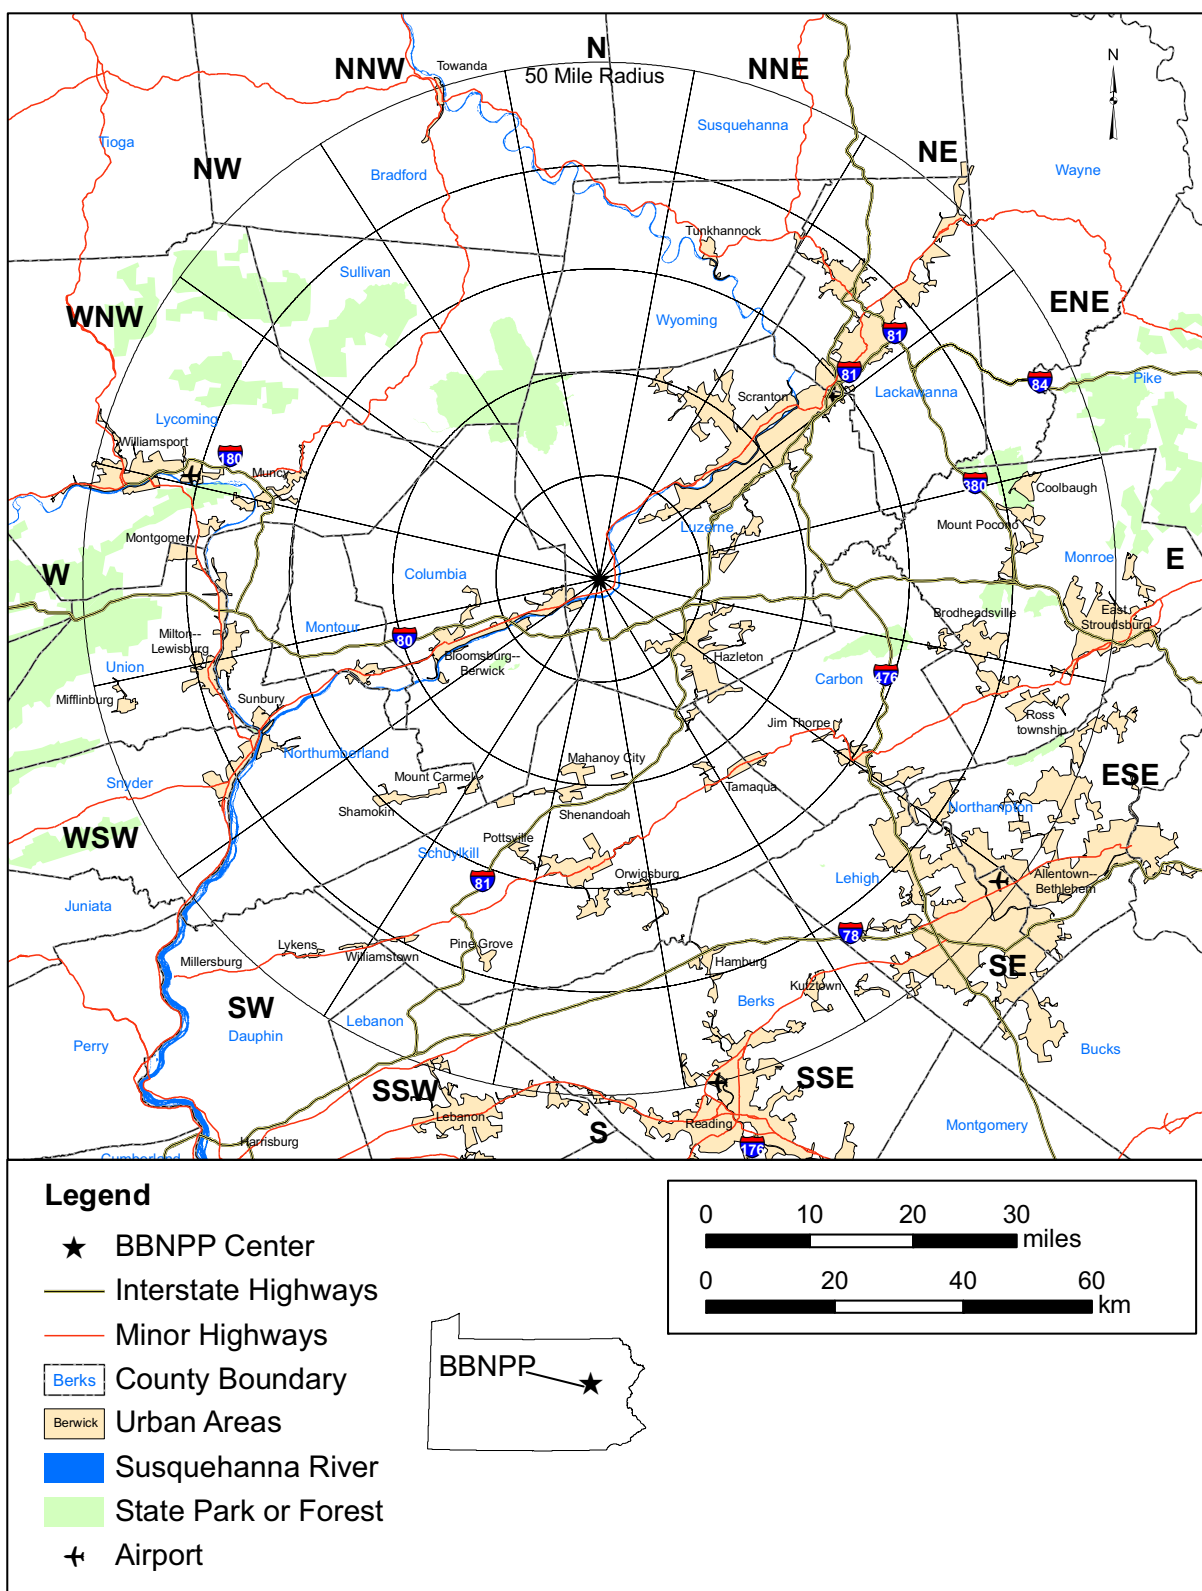 N
50 Mile Radius
NNW
Towanda
NNE
N
Tioga
Susquehanna
NW
Bradford
NE
Wayne
Tunkhannock
Sullivan
WNW
Wyoming
ENE
81
81
84
Pike
Lackawanna
Scranton
Lycoming
Williamsport
180
Muncy
380
Coolbaugh
Mount Pocono
Luzerne
Montgomery
W
Columbia
Monroe
E
Brodheadsville
East
Stroudsburg
Montour
80
Milton--
Lewisburg
Bloomsburg--
Berwick
Hazleton
Union
Carbon
476
Mifflinburg
Sunbury
Ross
township
Jim Thorpe
Northumberland
Mahanoy City
Snyder
Mount Carmel
Tamaqua
ESE
Shamokin
Shenandoah
Northampton
WSW
Pottsville
Schuylkill
81
Orwigsburg
Lehigh
Allentown--
Bethlehem
Juniata
78
Lykens
Williamstown
Pine Grove
Millersburg
Hamburg
SE
Kutztown
SW
Berks
Dauphin
Lebanon
Perry
Bucks
SSW
SSE
Lebanon
S
Reading
Montgomery
Harrisburg
176
Cumberland
Legend
BBNPP Center
Interstate Highways
Minor Highways
Berks County Boundary
Berwick Urban Areas
Susquehanna River
State Park or Forest
Airport
BBNPP
0 10 20 30
miles
0 20 40 60
km